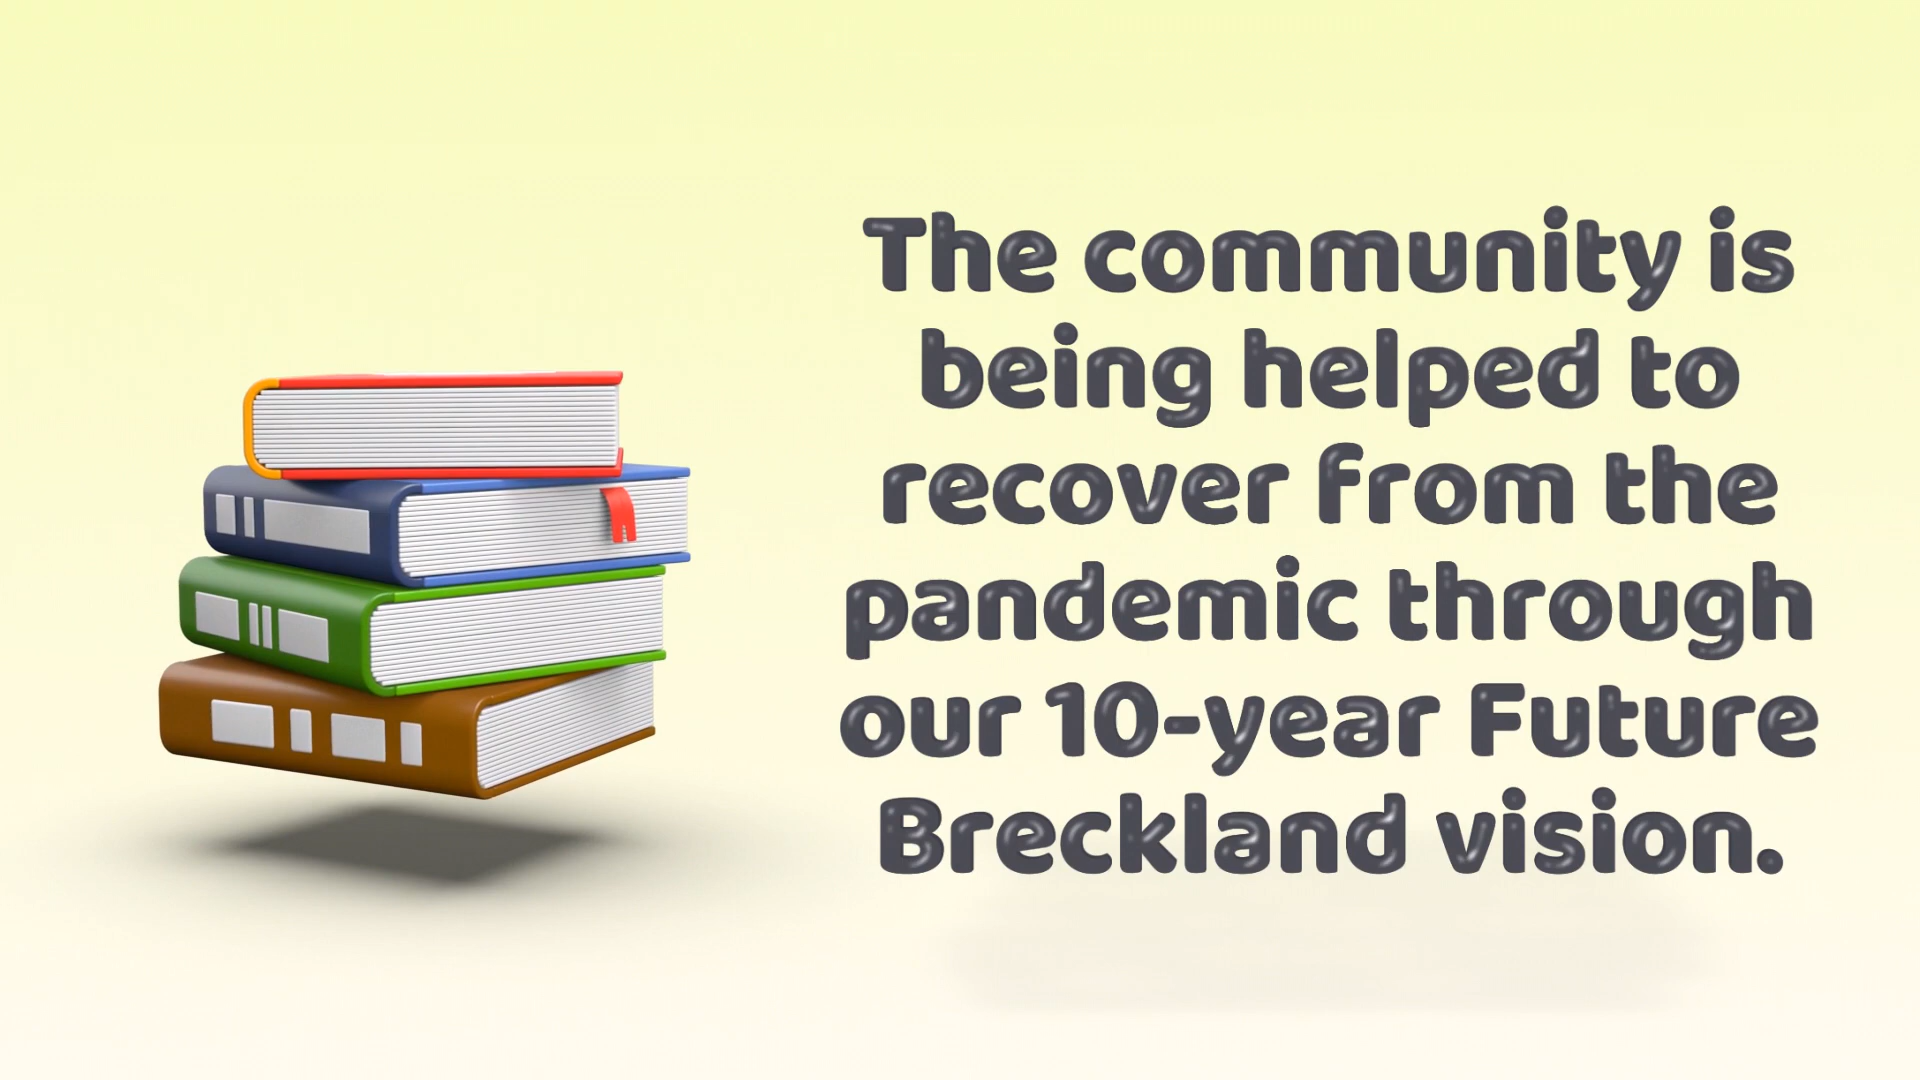 The community is
being helped to
recover from the
pandemic through
our 10-year Future
Breckland vision.